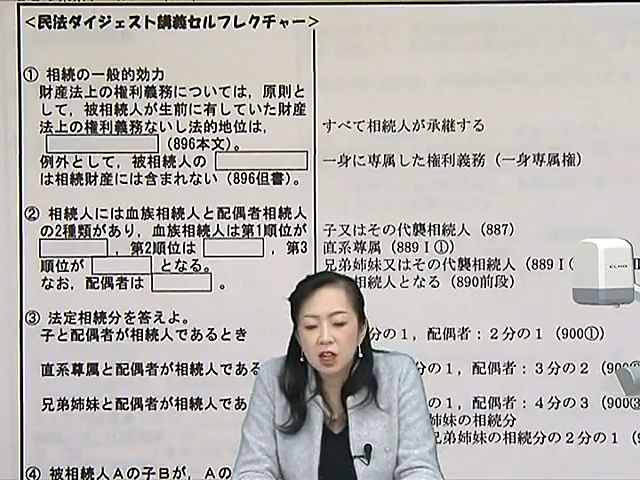 <民法ダイジェスト講義セルフレクチャー>
① 相続の一般的効力
財産法上の権利義務については，原則と
して，被相続人が生前に有していた財産
法上の権利義務ないし法的地位は，
（896本文）。
例外として，被相続人の
は相続財産には含まれない（896但書）。
すべて相続人が承継する
一身に専属した権利義務（一身専属権）
② 相続人には血族相続人と配偶者相続人
の2種類があり，血族相続人は第1順位が
，第2順位は ，第3
順位が となる。
なお，配偶者は 。
子又はその代襲相続人（887）
直系尊属（889Ⅰ①）
兄弟姉妹又はその代襲相続人（889Ⅰ(
相続人となる（890前段）
③ 法定相続分を答えよ。
子と配偶者が相続人であるとき
分の1，配偶者：2分の1（900①）
直系尊属と配偶者が相続人である
分の1，配偶者：3分の2（900
兄弟姉妹と配偶者が相続人であ
分の1，配偶者：4分の3（900③
姉妹の相続分
兄弟姉妹の相続分の2分の1（
④ 被相続人Aの子Bが，Aの
ELMO